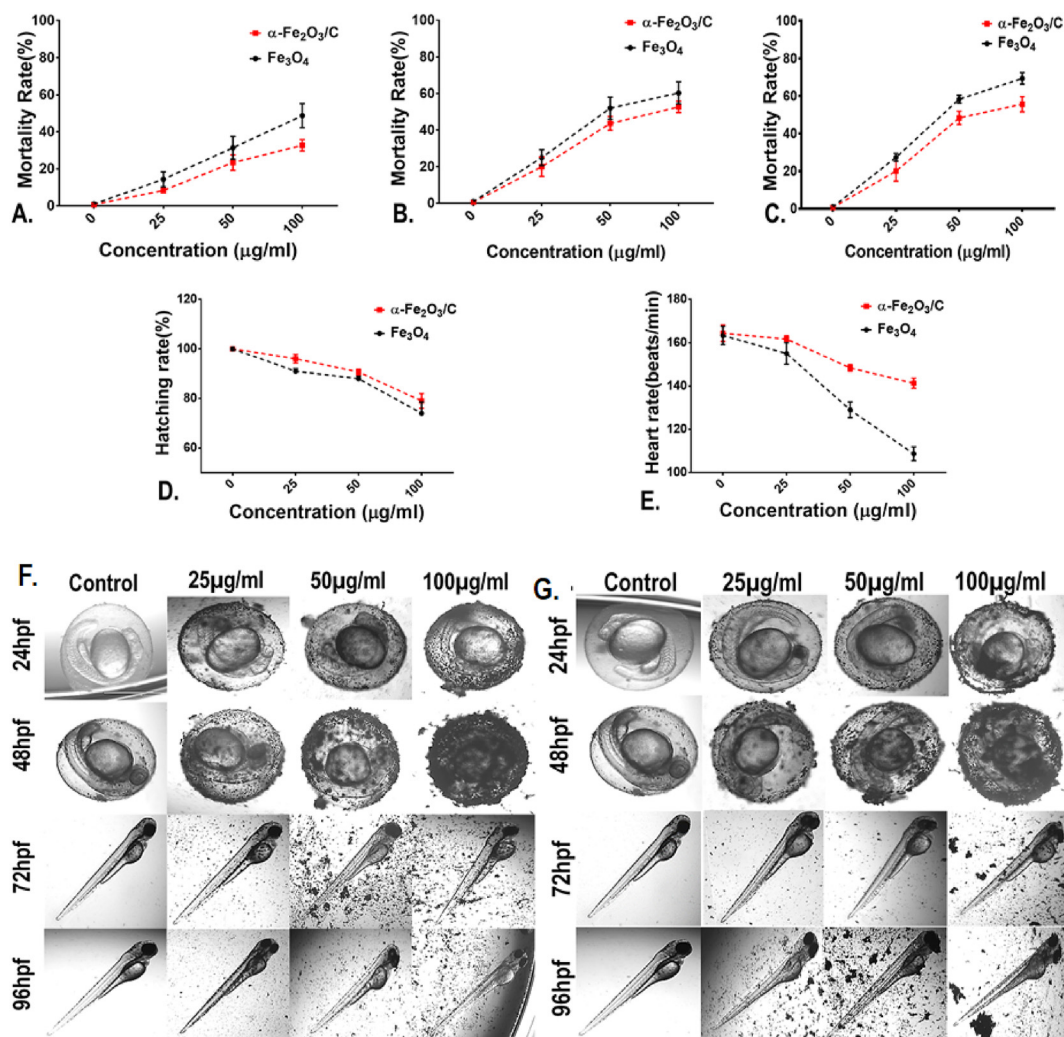 Mortality Rate(%)
100
80
60
40
20
0
0
25
50
100
Concentration (µg/ml)
α-Fe₂O₃/C
Fe₃O₄
A.
Mortality Rate(%)
100
80
60
40
20
0
0
25
50
100
Concentration (µg/ml)
α-Fe₂O₃/C
Fe₃O₄
B.
Mortality Rate(%)
100
80
60
40
20
0
0
25
50
100
Concentration (µg/ml)
α-Fe₂O₃/C
Fe₃O₄
C.
Hatching rate(%)
120
100
80
60
0
25
50
100
Concentration (µg/ml)
α-Fe₂O₃/C
Fe₃O₄
D.
Heart rate(beats/min)
180
160
140
120
100
0
25
50
100
Concentration (µg/ml)
α-Fe₂O₃/C
Fe₃O₄
E.
F.
Control 25µg/ml 50µg/ml 100µg/ml
24hpf
48hpf
72hpf
96hpf
G.
Control 25µg/ml 50µg/ml 100µg/ml
24hpf
48hpf
72hpf
96hpf